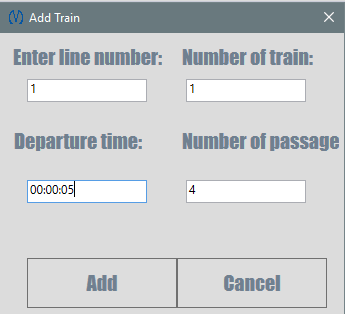 Add Train
Enter line number: Number of train:
1 1
Departure time: Number of passage
00:00:05 4
Add Cancel